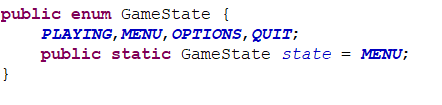 public enum GameState {
    PLAYING,MENU,OPTIONS,QUIT;
    public static GameState state = MENU;
}